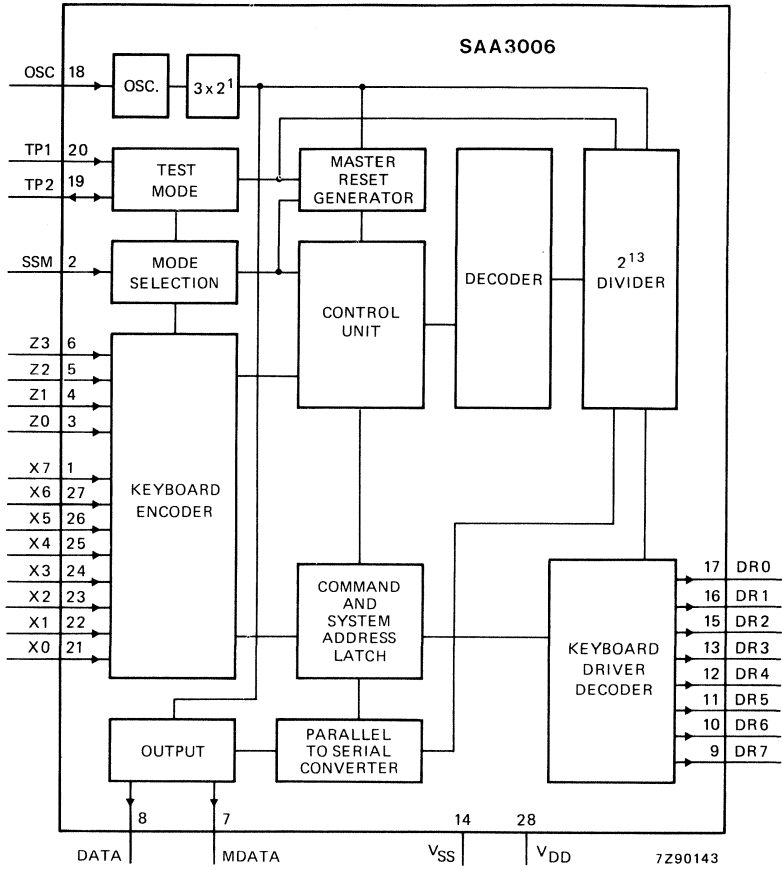 SAA3006
OSC 18
OSC.
3 x 2¹
TP1 20
TP2 19
TEST
MODE
MASTER
RESET
GENERATOR
DECODER
2¹³
DIVIDER
SSM 2
MODE
SELECTION
CONTROL
UNIT
Z3 6
Z2 5
Z1 4
Z0 3
X7 1
X6 27
X5 26
X4 25
X3 24
X2 23
X1 22
X0 21
KEYBOARD
ENCODER
COMMAND
AND
SYSTEM
ADDRESS
LATCH
KEYBOARD
DRIVER
DECODER
17 DR0
16 DR1
15 DR2
13 DR3
12 DR4
11 DR5
10 DR6
9 DR7
OUTPUT
PARALLEL
TO SERIAL
CONVERTER
8
7
14
28
DATA
MDATA
VSS
VDD
7Z90143